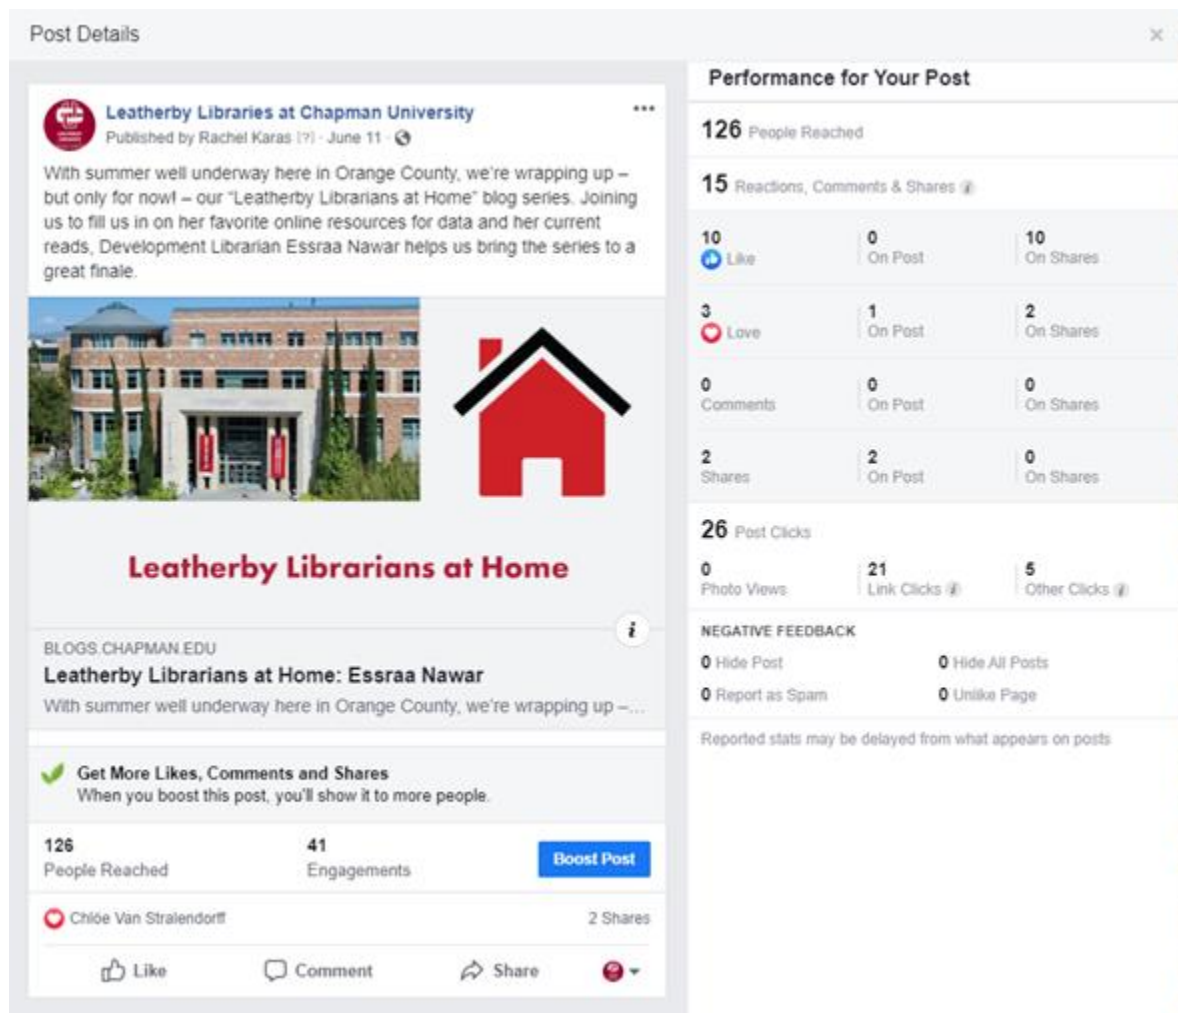 Post Details
×
Leatherby Libraries at Chapman University
Published by Rachel Karas [?] · June 11 ·
With summer well underway here in Orange County, we're wrapping up –
but only for now! – our "Leatherby Librarians at Home" blog series. Joining
us to fill us in on her favorite online resources for data and her current
reads, Development Librarian Essraa Nawar helps us bring the series to a
great finale.
Leatherby Librarians at Home
i
BLOGS.CHAPMAN.EDU
Leatherby Librarians at Home: Essraa Nawar
With summer well underway here in Orange County, we're wrapping up –...
Get More Likes, Comments and Shares
When you boost this post, you'll show it to more people.
126 41
People Reached Engagements
Boost Post
Chlöe Van Stralendorff 2 Shares
Like Comment Share
Performance for Your Post
126 People Reached
15 Reactions, Comments & Shares i
10 0 10
Like On Post On Shares
3 1 2
Love On Post On Shares
0 0 0
Comments On Post On Shares
2 2 0
Shares On Post On Shares
26 Post Clicks
0 21 5
Photo Views Link Clicks i Other Clicks i
NEGATIVE FEEDBACK
0 Hide Post 0 Hide All Posts
0 Report as Spam 0 Unlike Page
Reported stats may be delayed from what appears on posts